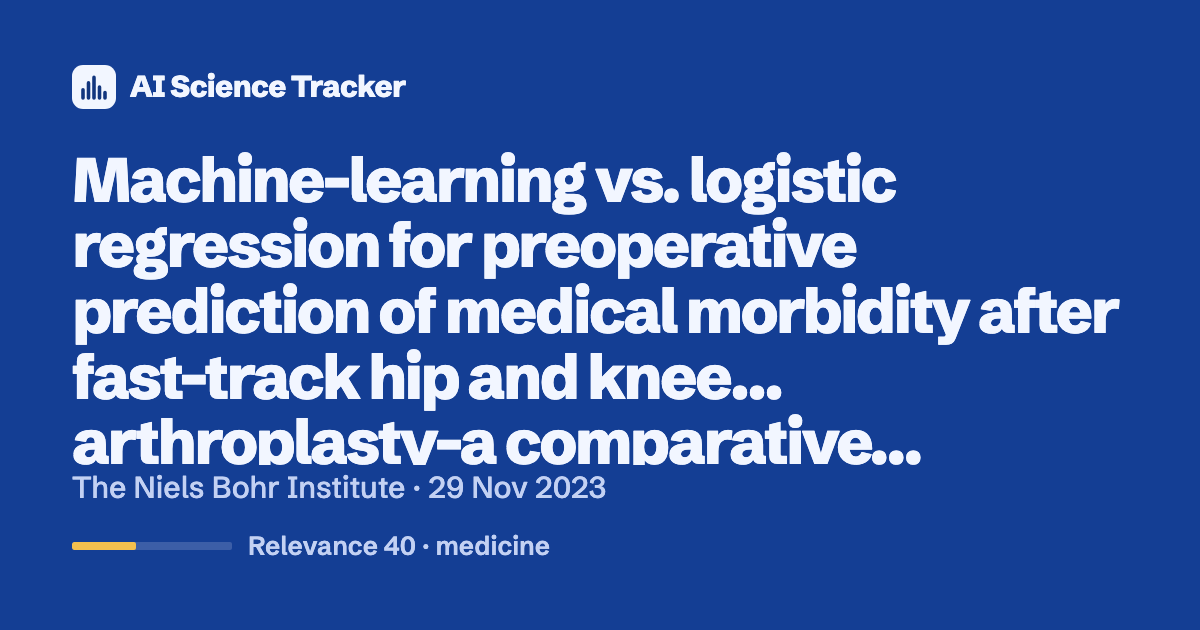 AI Science Tracker
Machine-learning vs. logistic
regression for preoperative
prediction of medical morbidity after
fast-track hip and knee...
arthroplasty-a comparative...
The Niels Bohr Institute · 29 Nov 2023
Relevance 40 · medicine